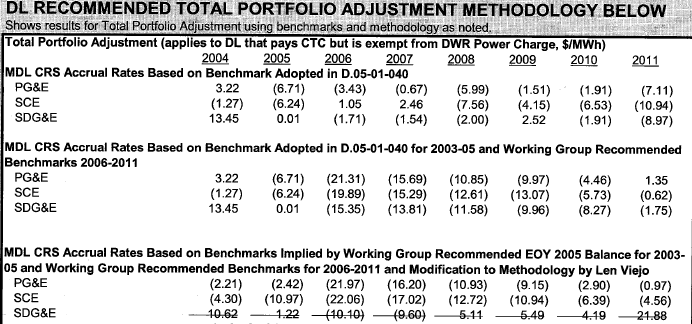 DL RECOMMENDED TOTAL PORTFOLIO ADJUSTMENT METHODOLOGY BELOW
Shows results for Total Portfolio Adjustment using benchmarks and methodology as noted.
Total Portfolio Adjustment (applies to DL that pays CTC but is exempt from DWR Power Charge, $/MWh)
2004 2005 2006 2007 2008 2009 2010 2011
MDL CRS Accrual Rates Based on Benchmark Adopted in D.05-01-040
PG&E 3.22 (6.71) (3.43) (0.67) (5.99) (1.51) (1.91) (7.11)
SCE (1.27) (6.24) 1.05 2.46 (7.56) (4.15) (6.53) (10.94)
SDG&E 13.45 0.01 (1.71) (1.54) (2.00) 2.52 (1.91) (8.97)
MDL CRS Accrual Rates Based on Benchmark Adopted in D.05-01-040 for 2003-05 and Working Group Recommended
Benchmarks 2006-2011
PG&E 3.22 (6.71) (21.31) (15.69) (10.85) (9.97) (4.46) 1.35
SCE (1.27) (6.24) (19.89) (15.29) (12.61) (13.07) (5.73) (0.62)
SDG&E 13.45 0.01 (15.35) (13.81) (11.58) (9.96) (8.27) (1.75)
MDL CRS Accrual Rates Based on Benchmarks Implied by Working Group Recommended EOY 2005 Balance for 2003-
05 and Working Group Recommended Benchmarks for 2006-2011 and Modification to Methodology by Len Viejo
PG&E (2.21) (2.42) (21.97) (16.20) (10.93) (9.15) (2.90) (0.97)
SCE (4.30) (10.97) (22.06) (17.02) (12.72) (10.94) (6.39) (4.56)
SDG&E 10.62 1.22 (10.10) (9.60) 5.11 5.49 4.19 21.88